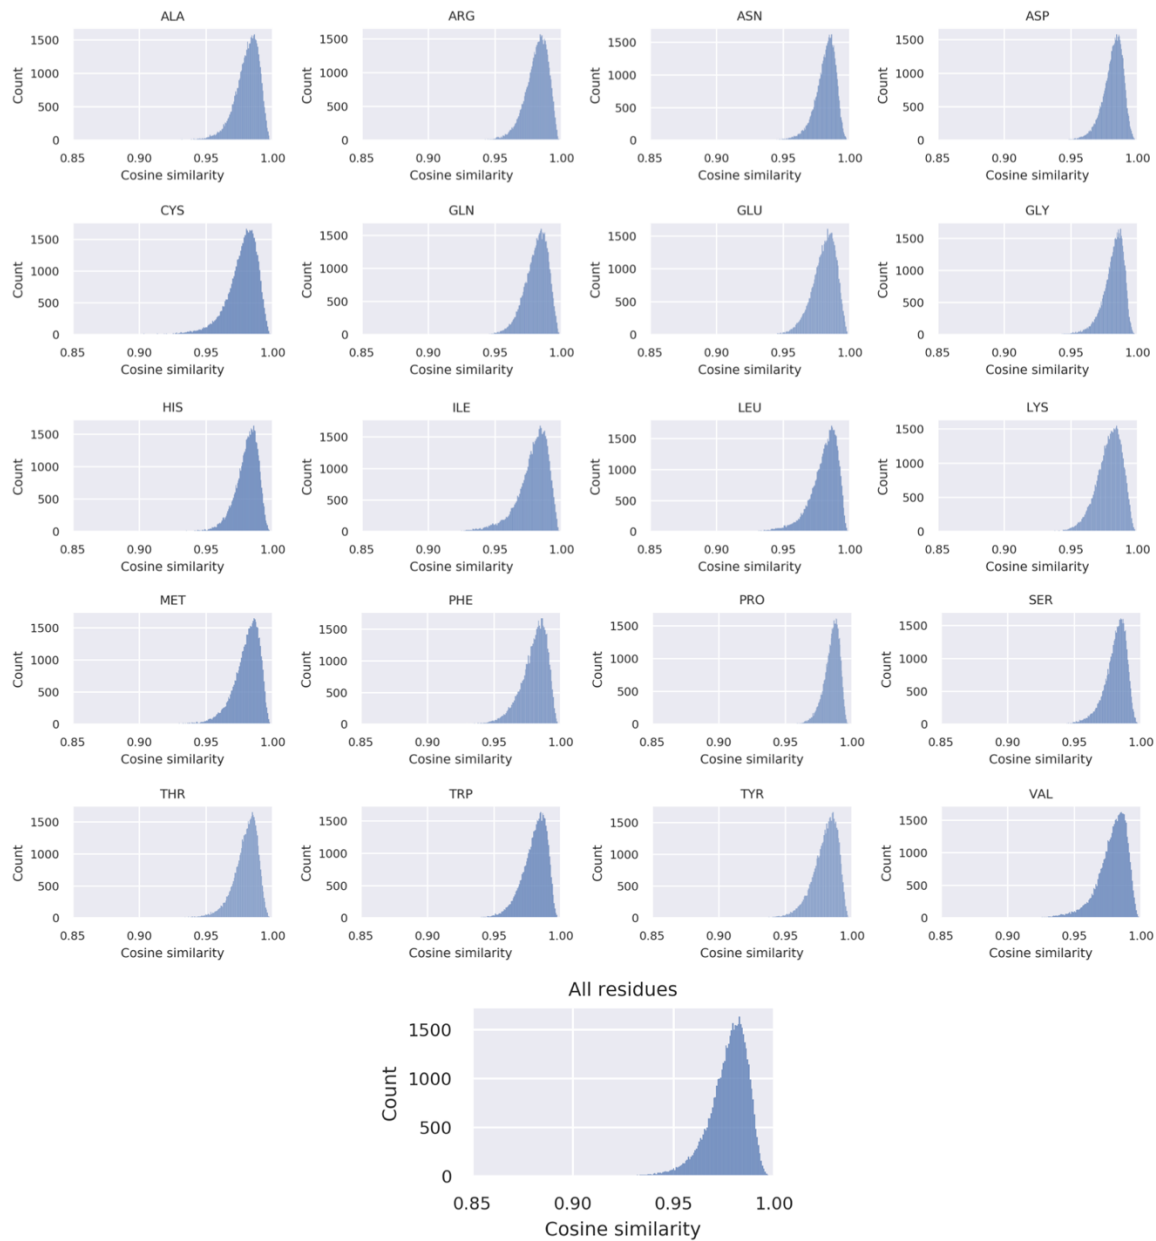 ALA ARG ASN ASP
1500 1500 1500 1500
1000 1000 1000 1000
500 500 500 500
0 0 0 0
Count Count Count Count
0.85 0.90 0.95 1.00 0.85 0.90 0.95 1.00 0.85 0.90 0.95 1.00 0.85 0.90 0.95 1.00
Cosine similarity Cosine similarity Cosine similarity Cosine similarity
CYS GLN GLU GLY
1500 1500 1500 1500
1000 1000 1000 1000
500 500 500 500
0 0 0 0
Count Count Count Count
0.85 0.90 0.95 1.00 0.85 0.90 0.95 1.00 0.85 0.90 0.95 1.00 0.85 0.90 0.95 1.00
Cosine similarity Cosine similarity Cosine similarity Cosine similarity
HIS ILE LEU LYS
1500 1500 1500 1500
1000 1000 1000 1000
500 500 500 500
0 0 0 0
Count Count Count Count
0.85 0.90 0.95 1.00 0.85 0.90 0.95 1.00 0.85 0.90 0.95 1.00 0.85 0.90 0.95 1.00
Cosine similarity Cosine similarity Cosine similarity Cosine similarity
MET PHE PRO SER
1500 1500 1500 1500
1000 1000 1000 1000
500 500 500 500
0 0 0 0
Count Count Count Count
0.85 0.90 0.95 1.00 0.85 0.90 0.95 1.00 0.85 0.90 0.95 1.00 0.85 0.90 0.95 1.00
Cosine similarity Cosine similarity Cosine similarity Cosine similarity
THR TRP TYR VAL
1500 1500 1500 1500
1000 1000 1000 1000
500 500 500 500
0 0 0 0
Count Count Count Count
0.85 0.90 0.95 1.00 0.85 0.90 0.95 1.00 0.85 0.90 0.95 1.00 0.85 0.90 0.95 1.00
Cosine similarity Cosine similarity Cosine similarity Cosine similarity
All residues
1500
1000
500
0
Count
0.85 0.90 0.95 1.00
Cosine similarity